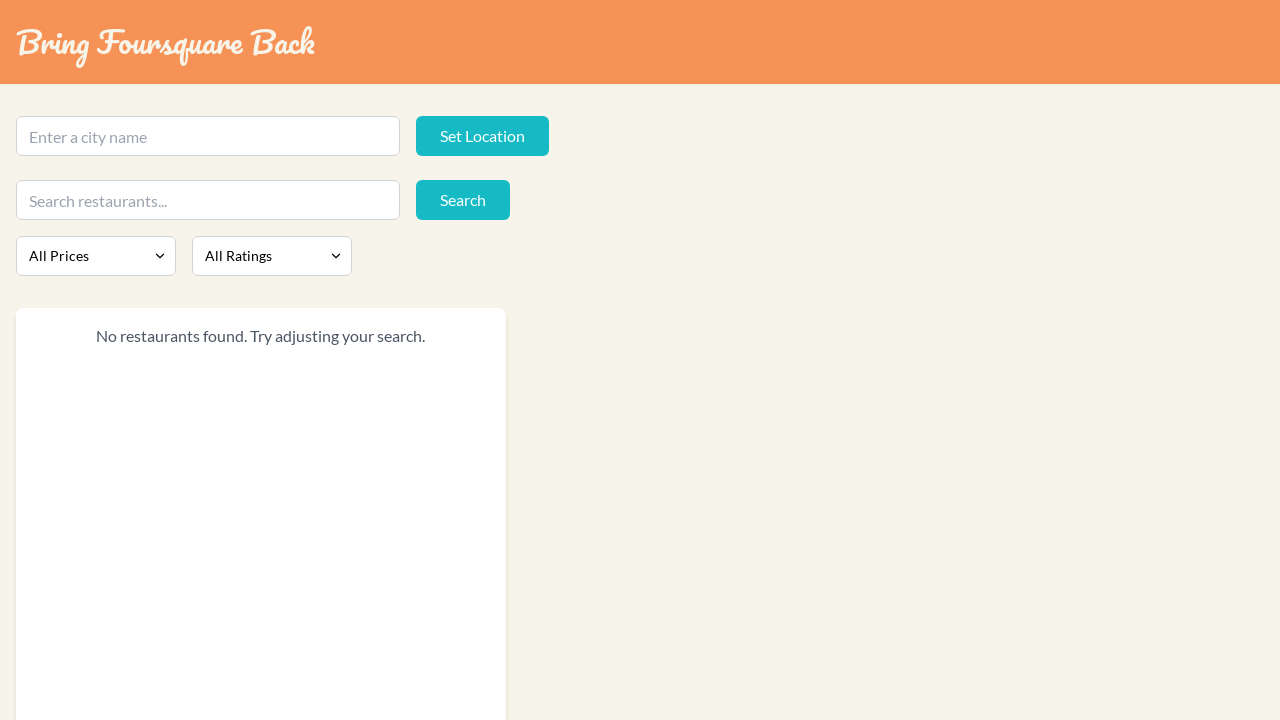 Bring Foursquare Back
Enter a city name
Set Location
Search restaurants...
Search
All Prices
All Ratings
No restaurants found. Try adjusting your search.